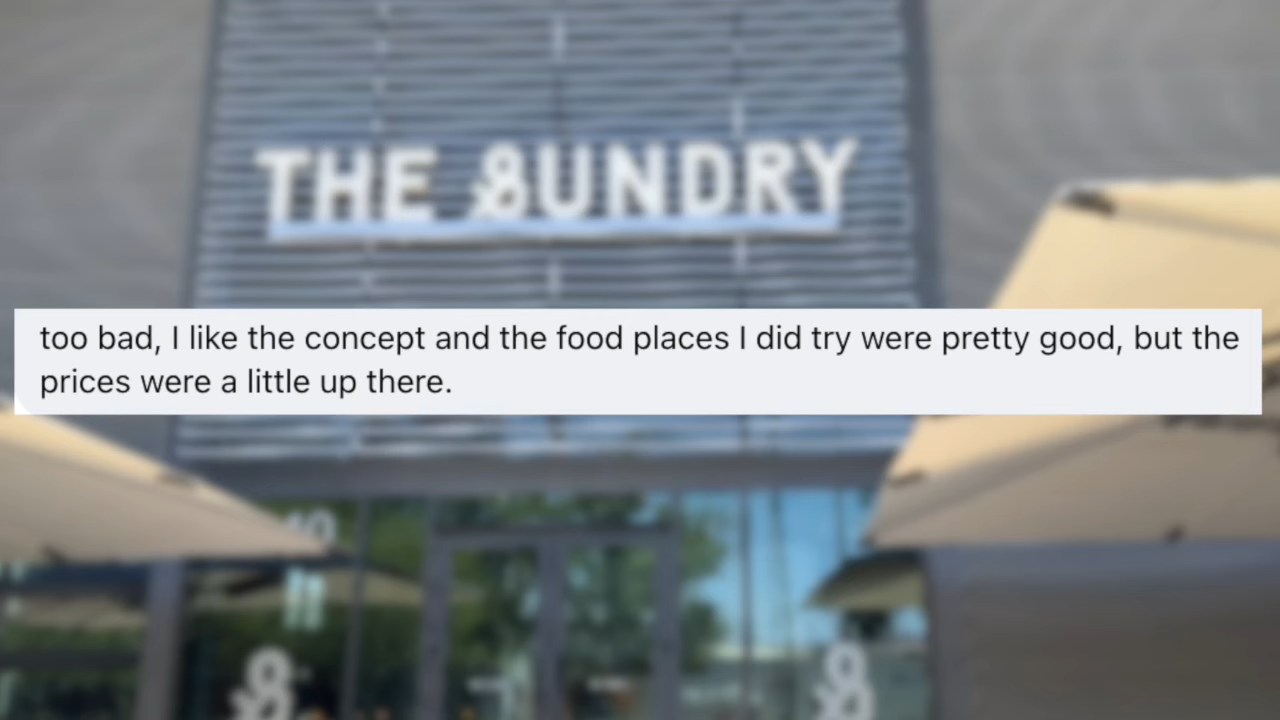 THE &UNDRY
too bad, I like the concept and the food places I did try were pretty good, but the
prices were a little up there.